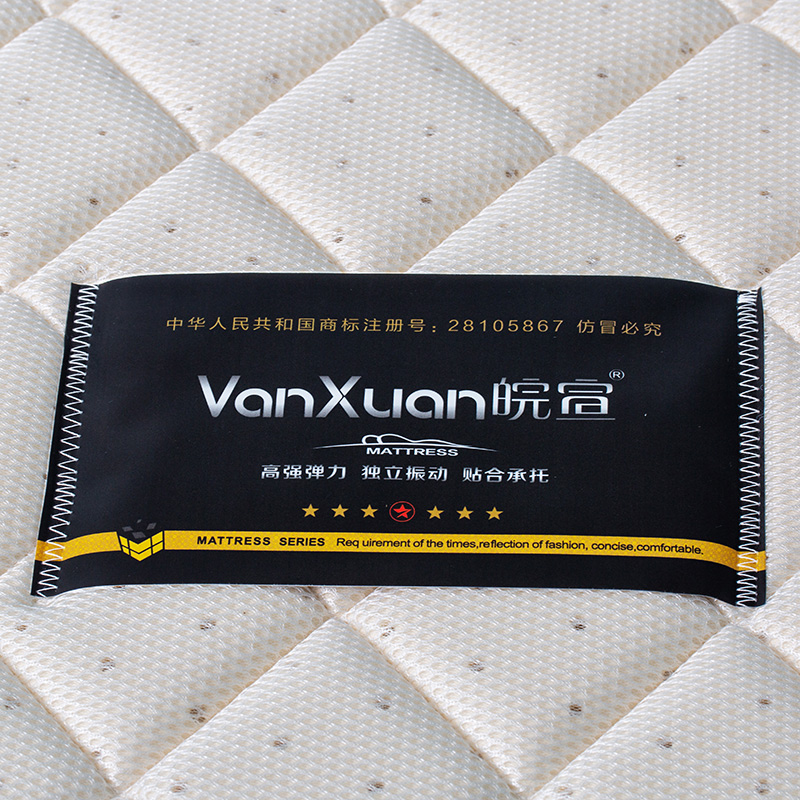 中华人民共和国商标注册号：28105867 仿冒必究
VanXuan皖宣®
MATTRESS
高强弹力 独立振动 贴合承托
MATTRESS SERIES Req uirement of the times,reflection of fashion, concise,comfortable.